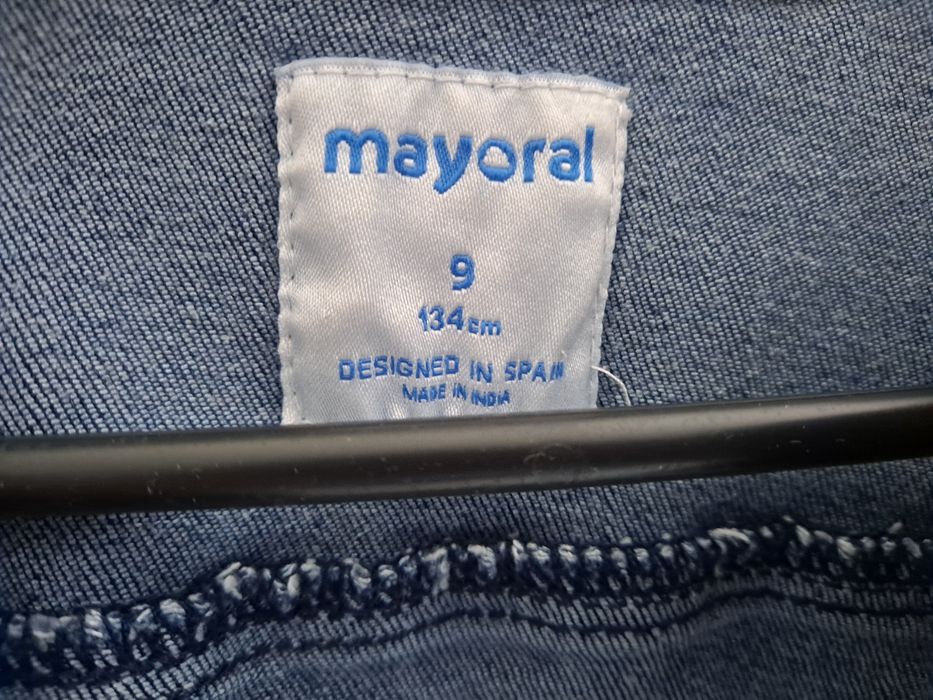 mayoral
9
134cm
DESIGNED IN SPAIN
MADE IN INDIA